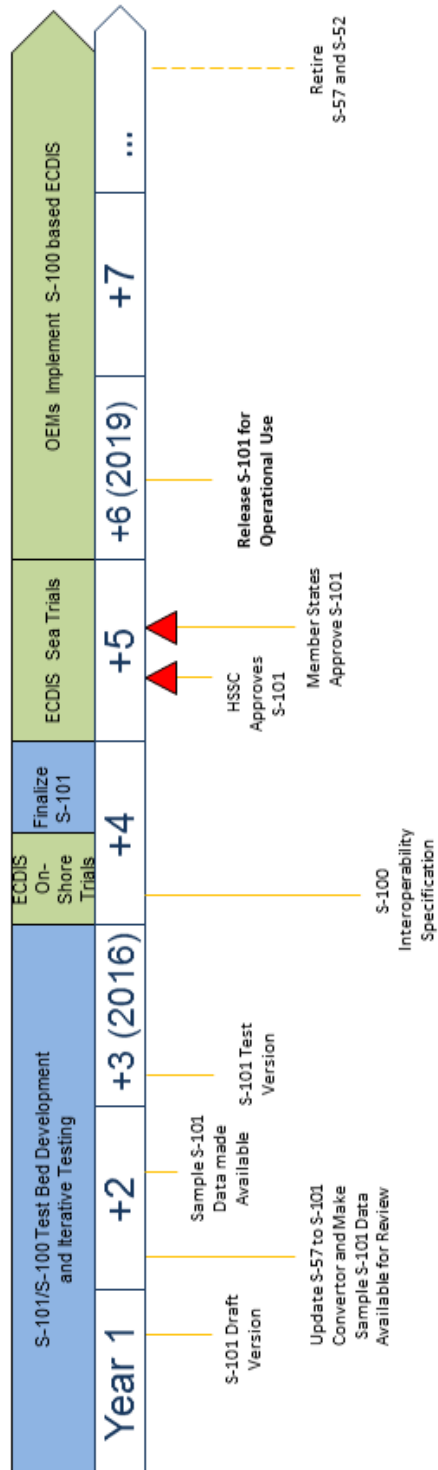 S-101/S-100 Test Bed Development
and Iterative Testing
ECDIS
On-
Shore
Trials
Finalize
S-101
ECDIS Sea Trials
OEMs Implement S-100 based ECDIS
Year 1
+2
+3 (2016)
+4
+5
+6 (2019)
+7
...
S-101 Draft
Version
Update S-57 to S-101
Convertor and Make
Sample S-101 Data
Available for Review
Sample S-101
Data made
Available
S-101 Test
Version
S-100
Interoperability
Specification
HSSC
Approves
S-101
Member States
Approve S-101
Release S-101 for
Operational Use
Retire
S-57 and S-52